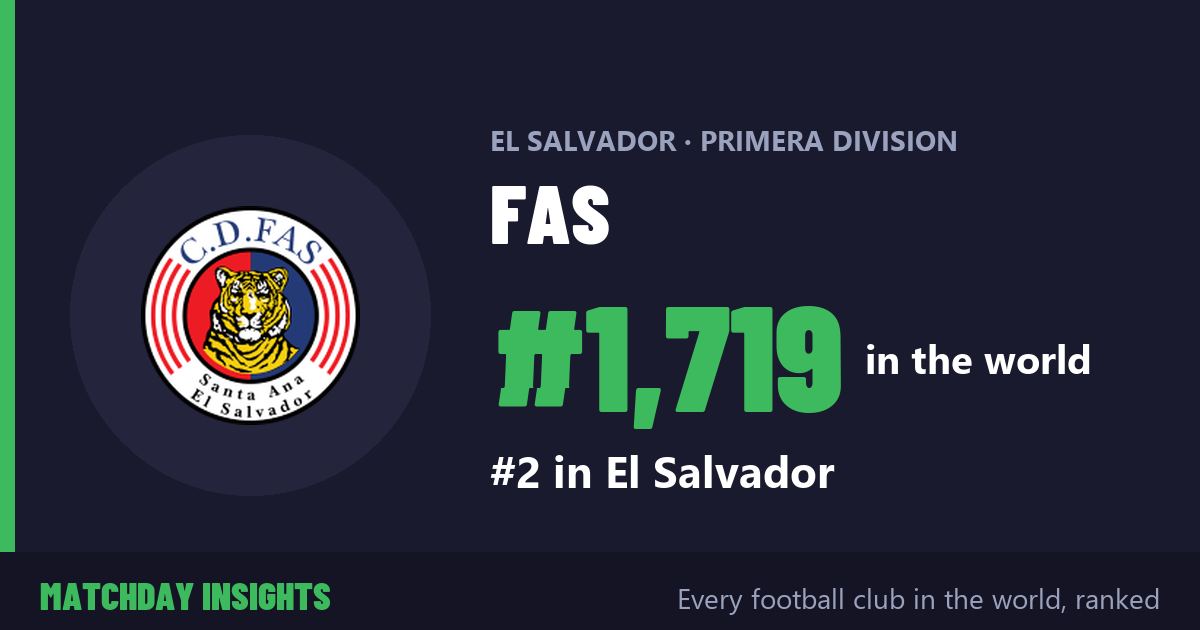 C.D.FAS
Santa Ana
El Salvador
EL SALVADOR · PRIMERA DIVISION
FAS
#1,719 in the world
#2 in El Salvador
MATCHDAY INSIGHTS
Every football club in the world, ranked